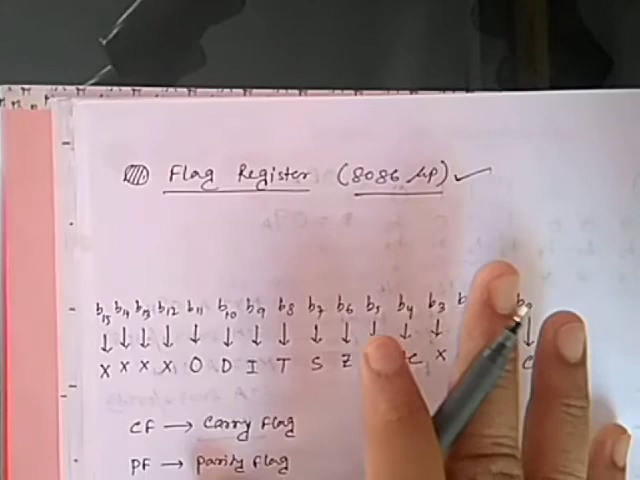 Flag Register (8086 μp)
b15 b14 b13 b12 b11 b10 b9 b8 b7 b6 b5 b4 b3 b b0
↓ ↓ ↓ ↓ ↓ ↓ ↓ ↓ ↓ ↓ ↓ ↓ ↓ ↓
X X X X O D I T S Z X C
CF → Carry Flag
PF → Parity Flag